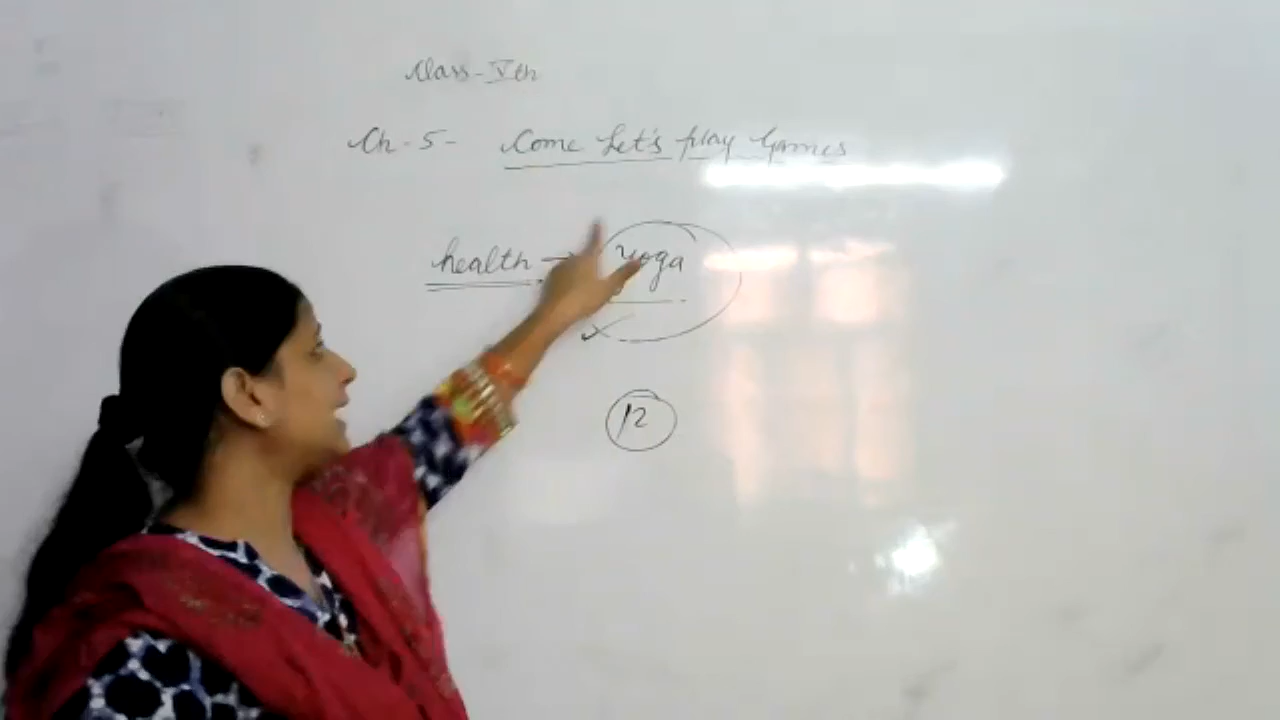 Class - Vth
Ch - 5 - Come Let's Play Games
health → yoga
12